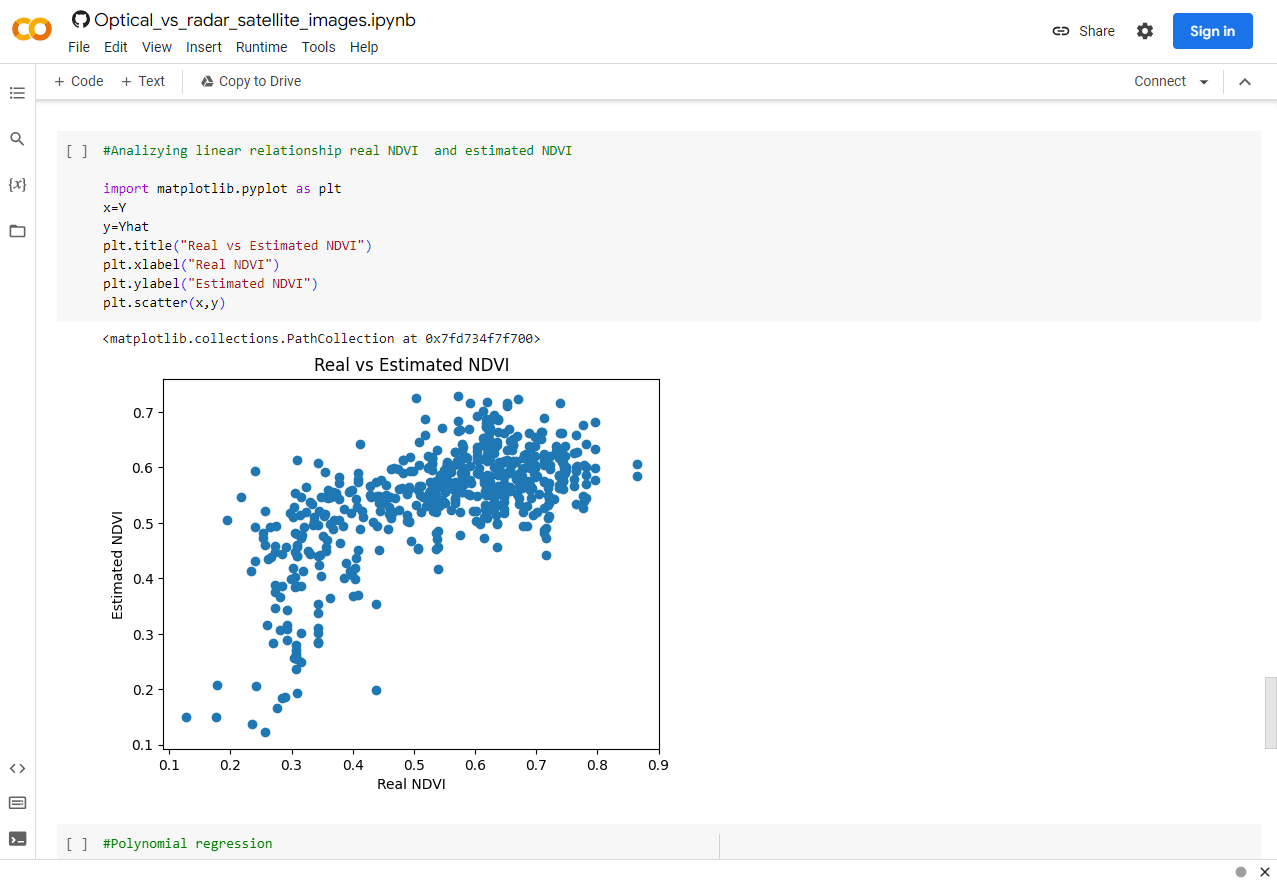 Optical_vs_radar_satellite_images.ipynb
File Edit View Insert Runtime Tools Help
Share
Sign in
+ Code + Text Copy to Drive
Connect
[ ] #Analizying linear relationship real NDVI  and estimated NDVI
import matplotlib.pyplot as plt
x=Y
y=Yhat
plt.title("Real vs Estimated NDVI")
plt.xlabel("Real NDVI")
plt.ylabel("Estimated NDVI")
plt.scatter(x,y)
<matplotlib.collections.PathCollection at 0x7fd734f7f700>
Real vs Estimated NDVI
Estimated NDVI
0.7
0.6
0.5
0.4
0.3
0.2
0.1
0.1 0.2 0.3 0.4 0.5 0.6 0.7 0.8 0.9
Real NDVI
[ ] #Polynomial regression